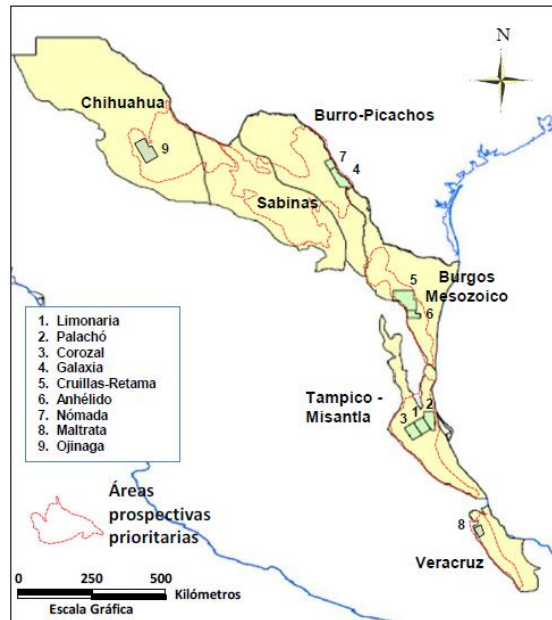 N
Chihuahua
Burro-Picachos
9
7
4
Sabinas
Burgos
Mesozoico
5
6
1. Limonaria
2. Palachó
3. Corozal
4. Galaxia
5. Cruillas-Retama
6. Anhélido
7. Nómada
8. Maltrata
9. Ojinaga
Tampico -
Misantla
3 1 2
Áreas
prospectivas
prioritarias
8
Veracruz
0 250 500
Kilómetros
Escala Gráfica